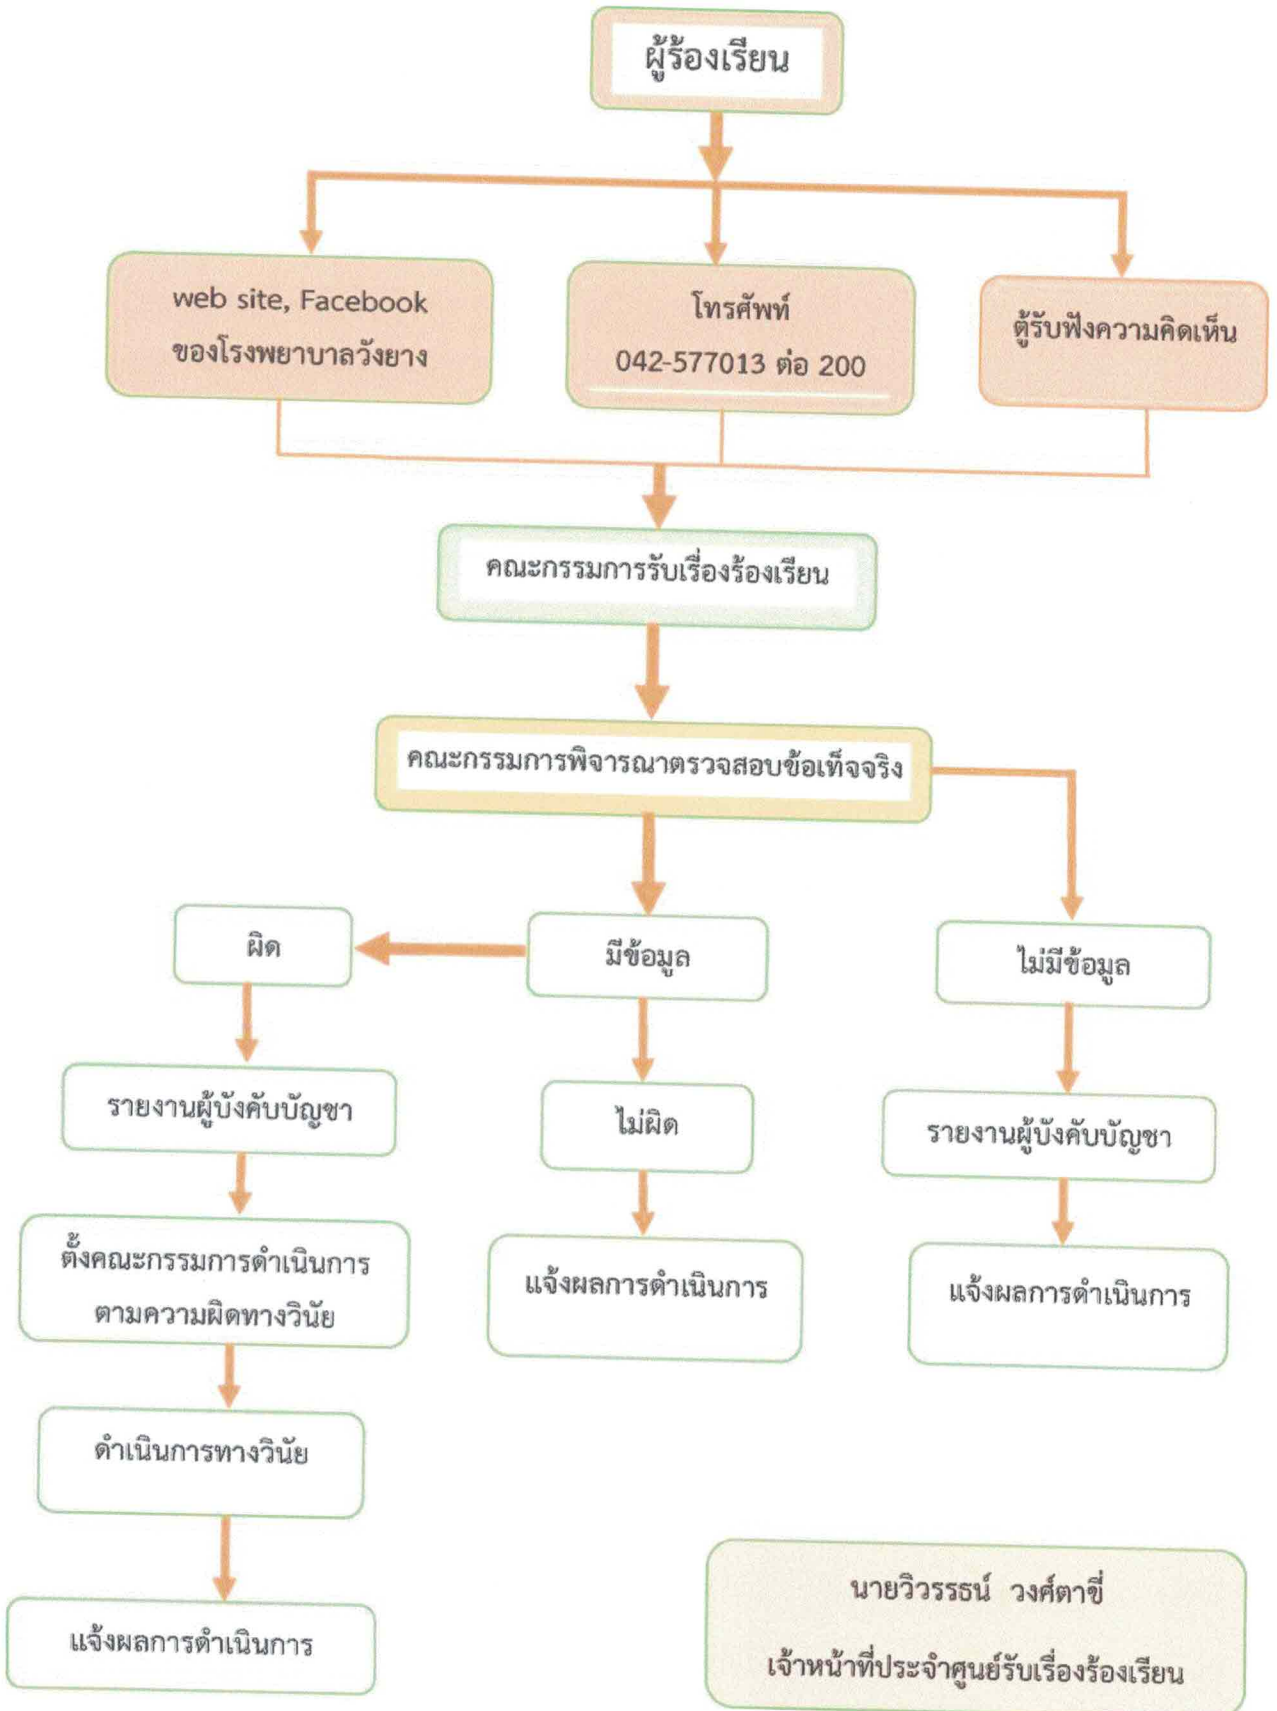 ผู้ร้องเรียน
web site, Facebook
ของโรงพยาบาลวังยาง
โทรศัพท์
042-577013 ต่อ 200
ตู้รับฟังความคิดเห็น
คณะกรรมการรับเรื่องร้องเรียน
คณะกรรมการพิจารณาตรวจสอบข้อเท็จจริง
ผิด
มีข้อมูล
ไม่มีข้อมูล
รายงานผู้บังคับบัญชา
ไม่ผิด
รายงานผู้บังคับบัญชา
ตั้งคณะกรรมการดำเนินการ
ตามความผิดทางวินัย
แจ้งผลการดำเนินการ
แจ้งผลการดำเนินการ
ดำเนินการทางวินัย
แจ้งผลการดำเนินการ
นายวิวรรธน์ วงศ์ตาขี่
เจ้าหน้าที่ประจำศูนย์รับเรื่องร้องเรียน